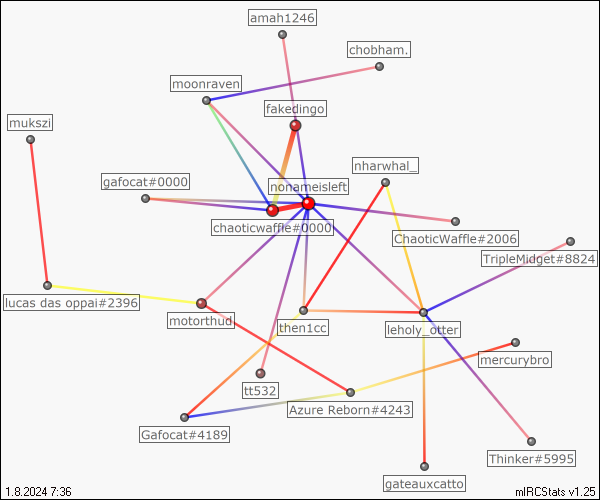 amah1246
chobham.
moonraven
fakedingo
mukszi
nharwhal_
gafocat#0000
nonameisleft
chaoticwaffle#0000
ChaoticWaffle#2006
TripleMidget#8824
lucas das oppai#2396
motorthud
then1cc
leholy_otter
mercurybro
tt532
Azure Reborn#4243
Gafocat#4189
Thinker#5995
gateauxcatto
1.8.2024 7:36
mIRCStats v1.25